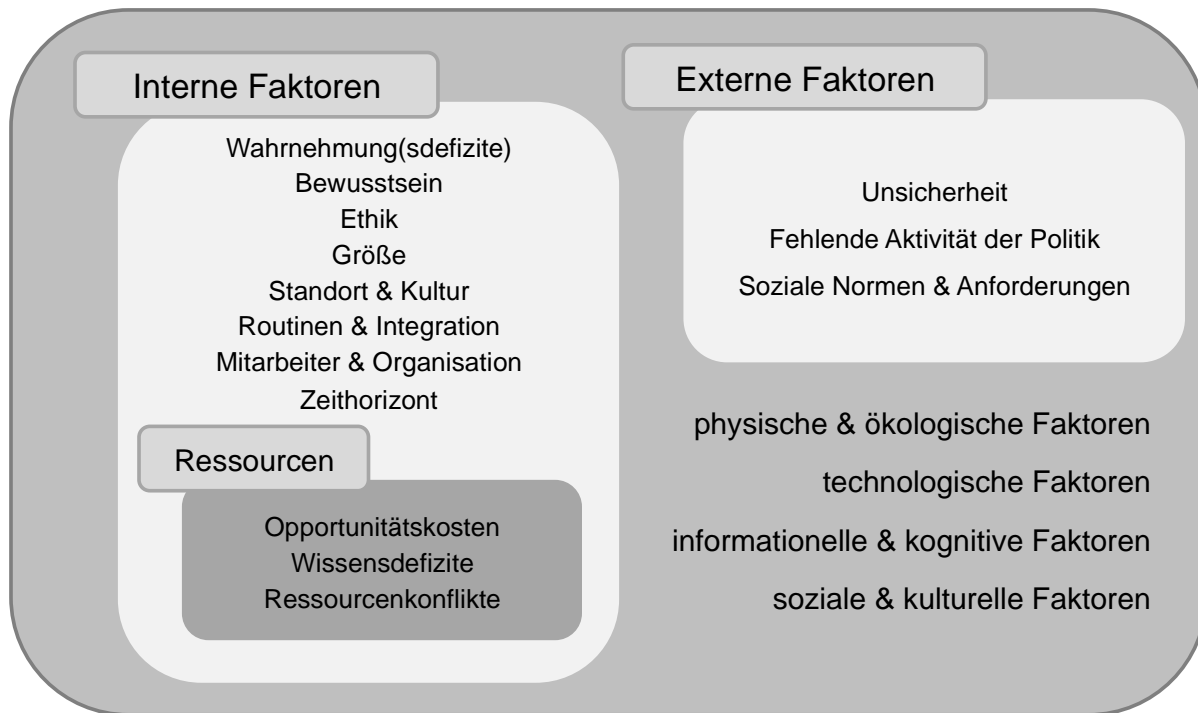 Interne Faktoren
Wahrnehmung(sdefizite)
Bewusstsein
Ethik
Größe
Standort & Kultur
Routinen & Integration
Mitarbeiter & Organisation
Zeithorizont
Ressourcen
Opportunitätskosten
Wissensdefizite
Ressourcenkonflikte
Externe Faktoren
Unsicherheit
Fehlende Aktivität der Politik
Soziale Normen & Anforderungen
physische & ökologische Faktoren
technologische Faktoren
informationelle & kognitive Faktoren
soziale & kulturelle Faktoren